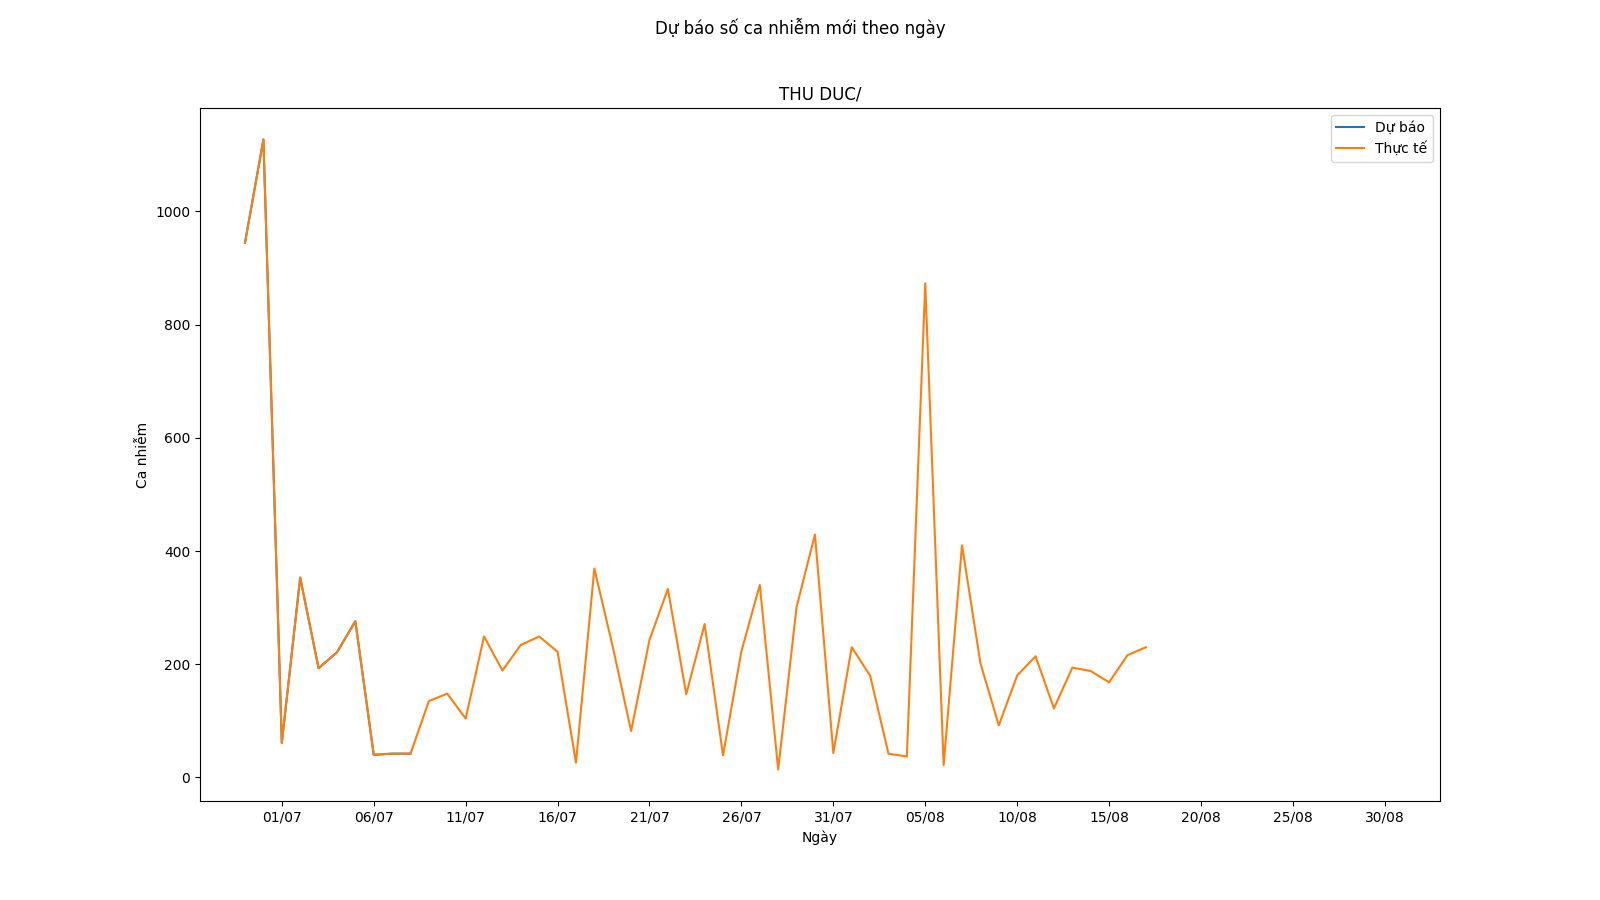 Dự báo số ca nhiễm mới theo ngày
THU DUC/
Dự báo
Thực tế
1000
800
600
400
200
0
Ca nhiễm
01/07 06/07 11/07 16/07 21/07 26/07 31/07 05/08 10/08 15/08 20/08 25/08 30/08
Ngày